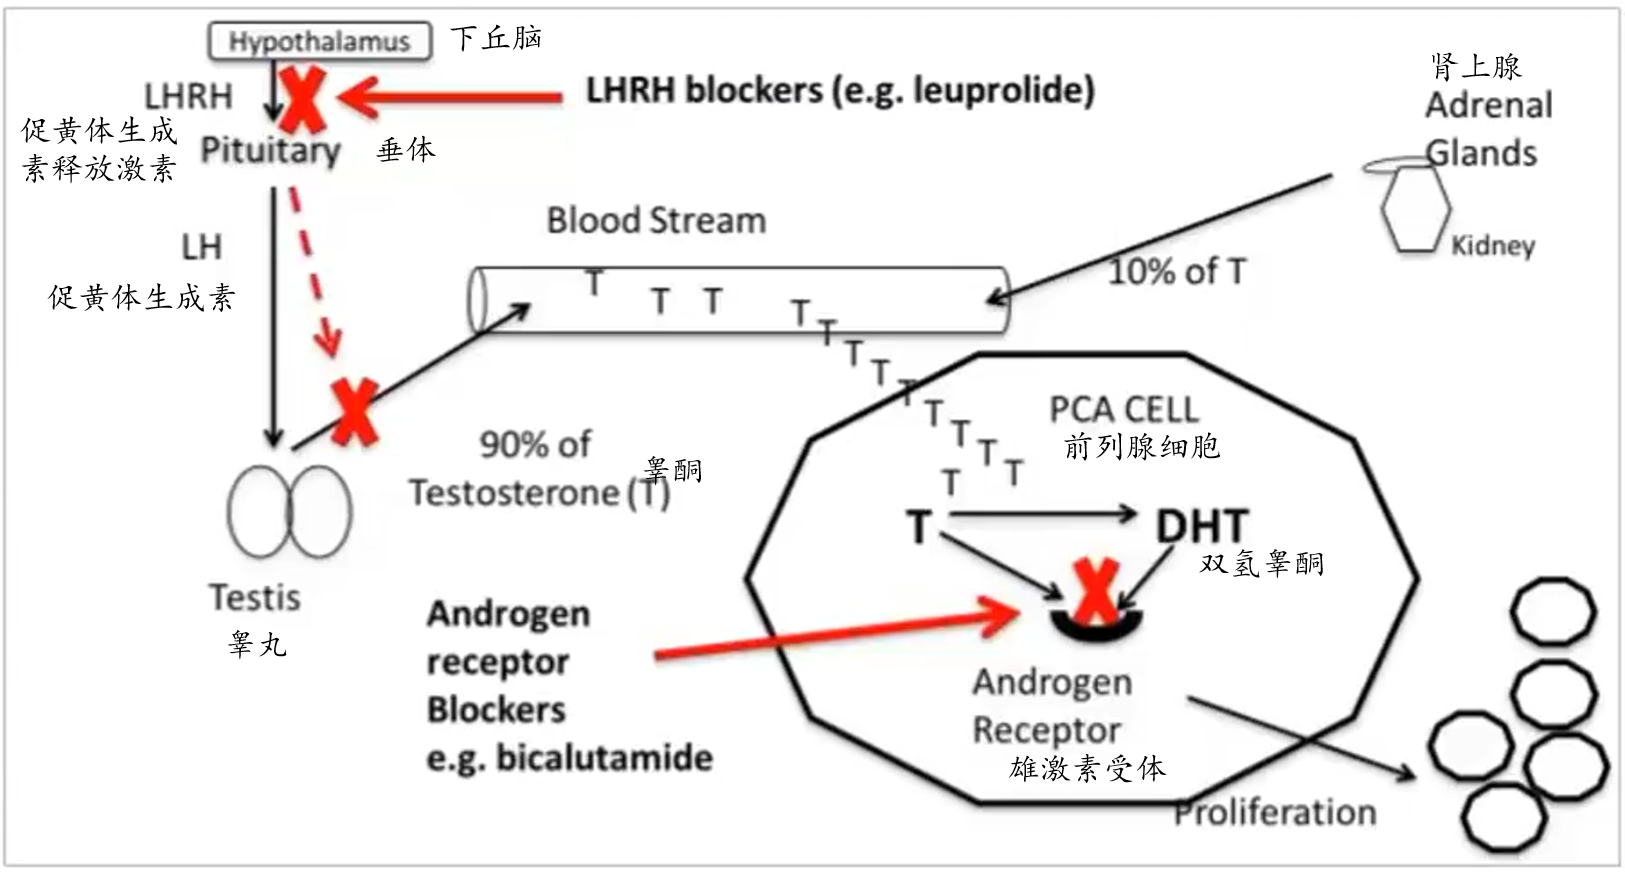 Hypothalamus 下丘脑
LHRH
LHRH blockers (e.g. leuprolide)
促黄体生成
素释放激素
Pituitary 垂体
肾上腺
Adrenal
Glands
Kidney
LH
促黄体生成素
Blood Stream
10% of T
T
T
T
T
T
T
T
T
T
T
T
T
T
90% of
Testosterone (T)
睾酮
PCA CELL
前列腺细胞
T
DHT
双氢睾酮
Testis
睾丸
Androgen
receptor
Blockers
e.g. bicalutamide
Androgen
Receptor
雄激素受体
Proliferation